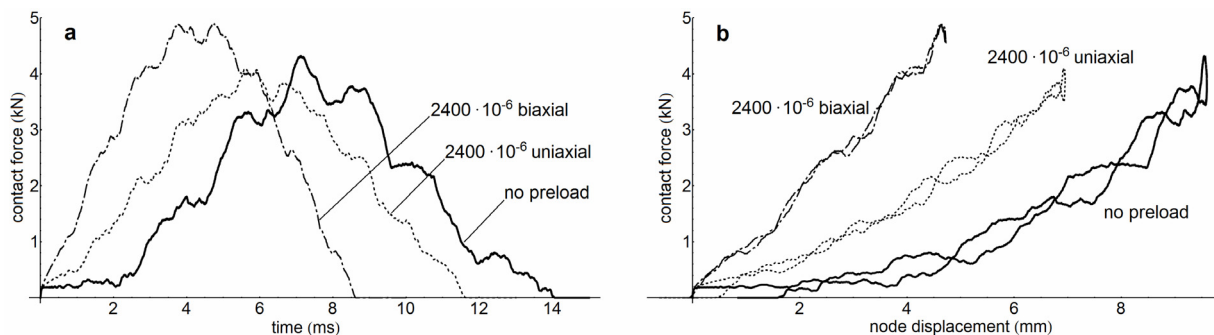 a
contact force (kN)
5
4
3
2
1
2400 · 10⁻⁶ biaxial
2400 · 10⁻⁶ uniaxial
no preload
2 4 6 8 10 12 14
time (ms)
b
contact force (kN)
5
4
3
2
1
2400 · 10⁻⁶ uniaxial
2400 · 10⁻⁶ biaxial
no preload
2 4 6 8
node displacement (mm)